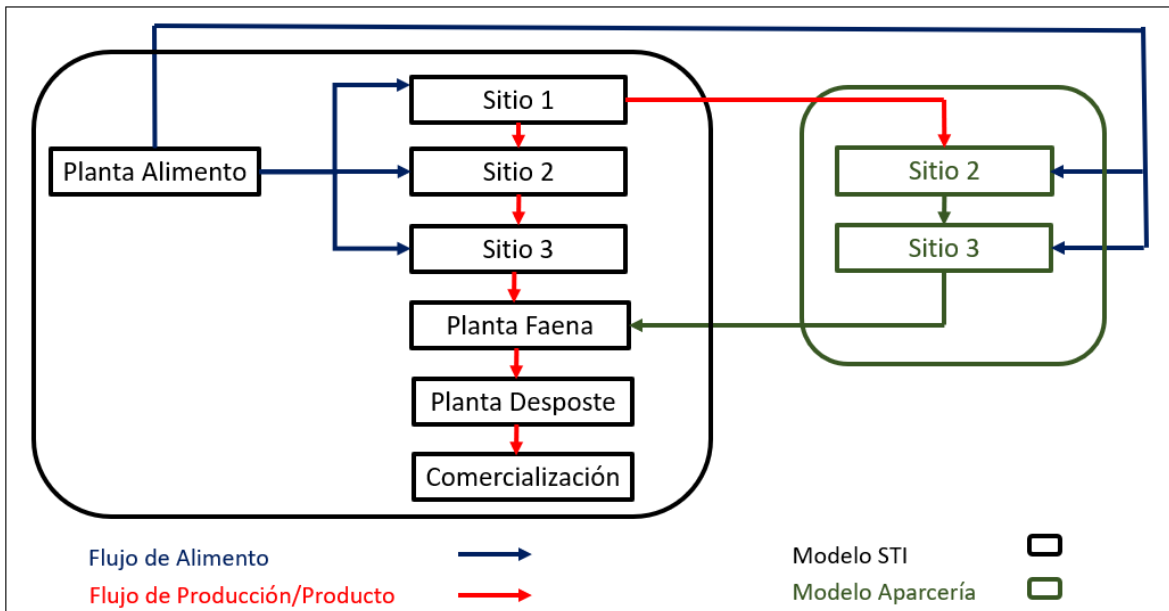 Sitio 1
Planta Alimento
Sitio 2
Sitio 3
Planta Faena
Planta Desposte
Comercialización
Sitio 2
Sitio 3
Flujo de Alimento
Flujo de Producción/Producto
Modelo STI
Modelo Aparcería